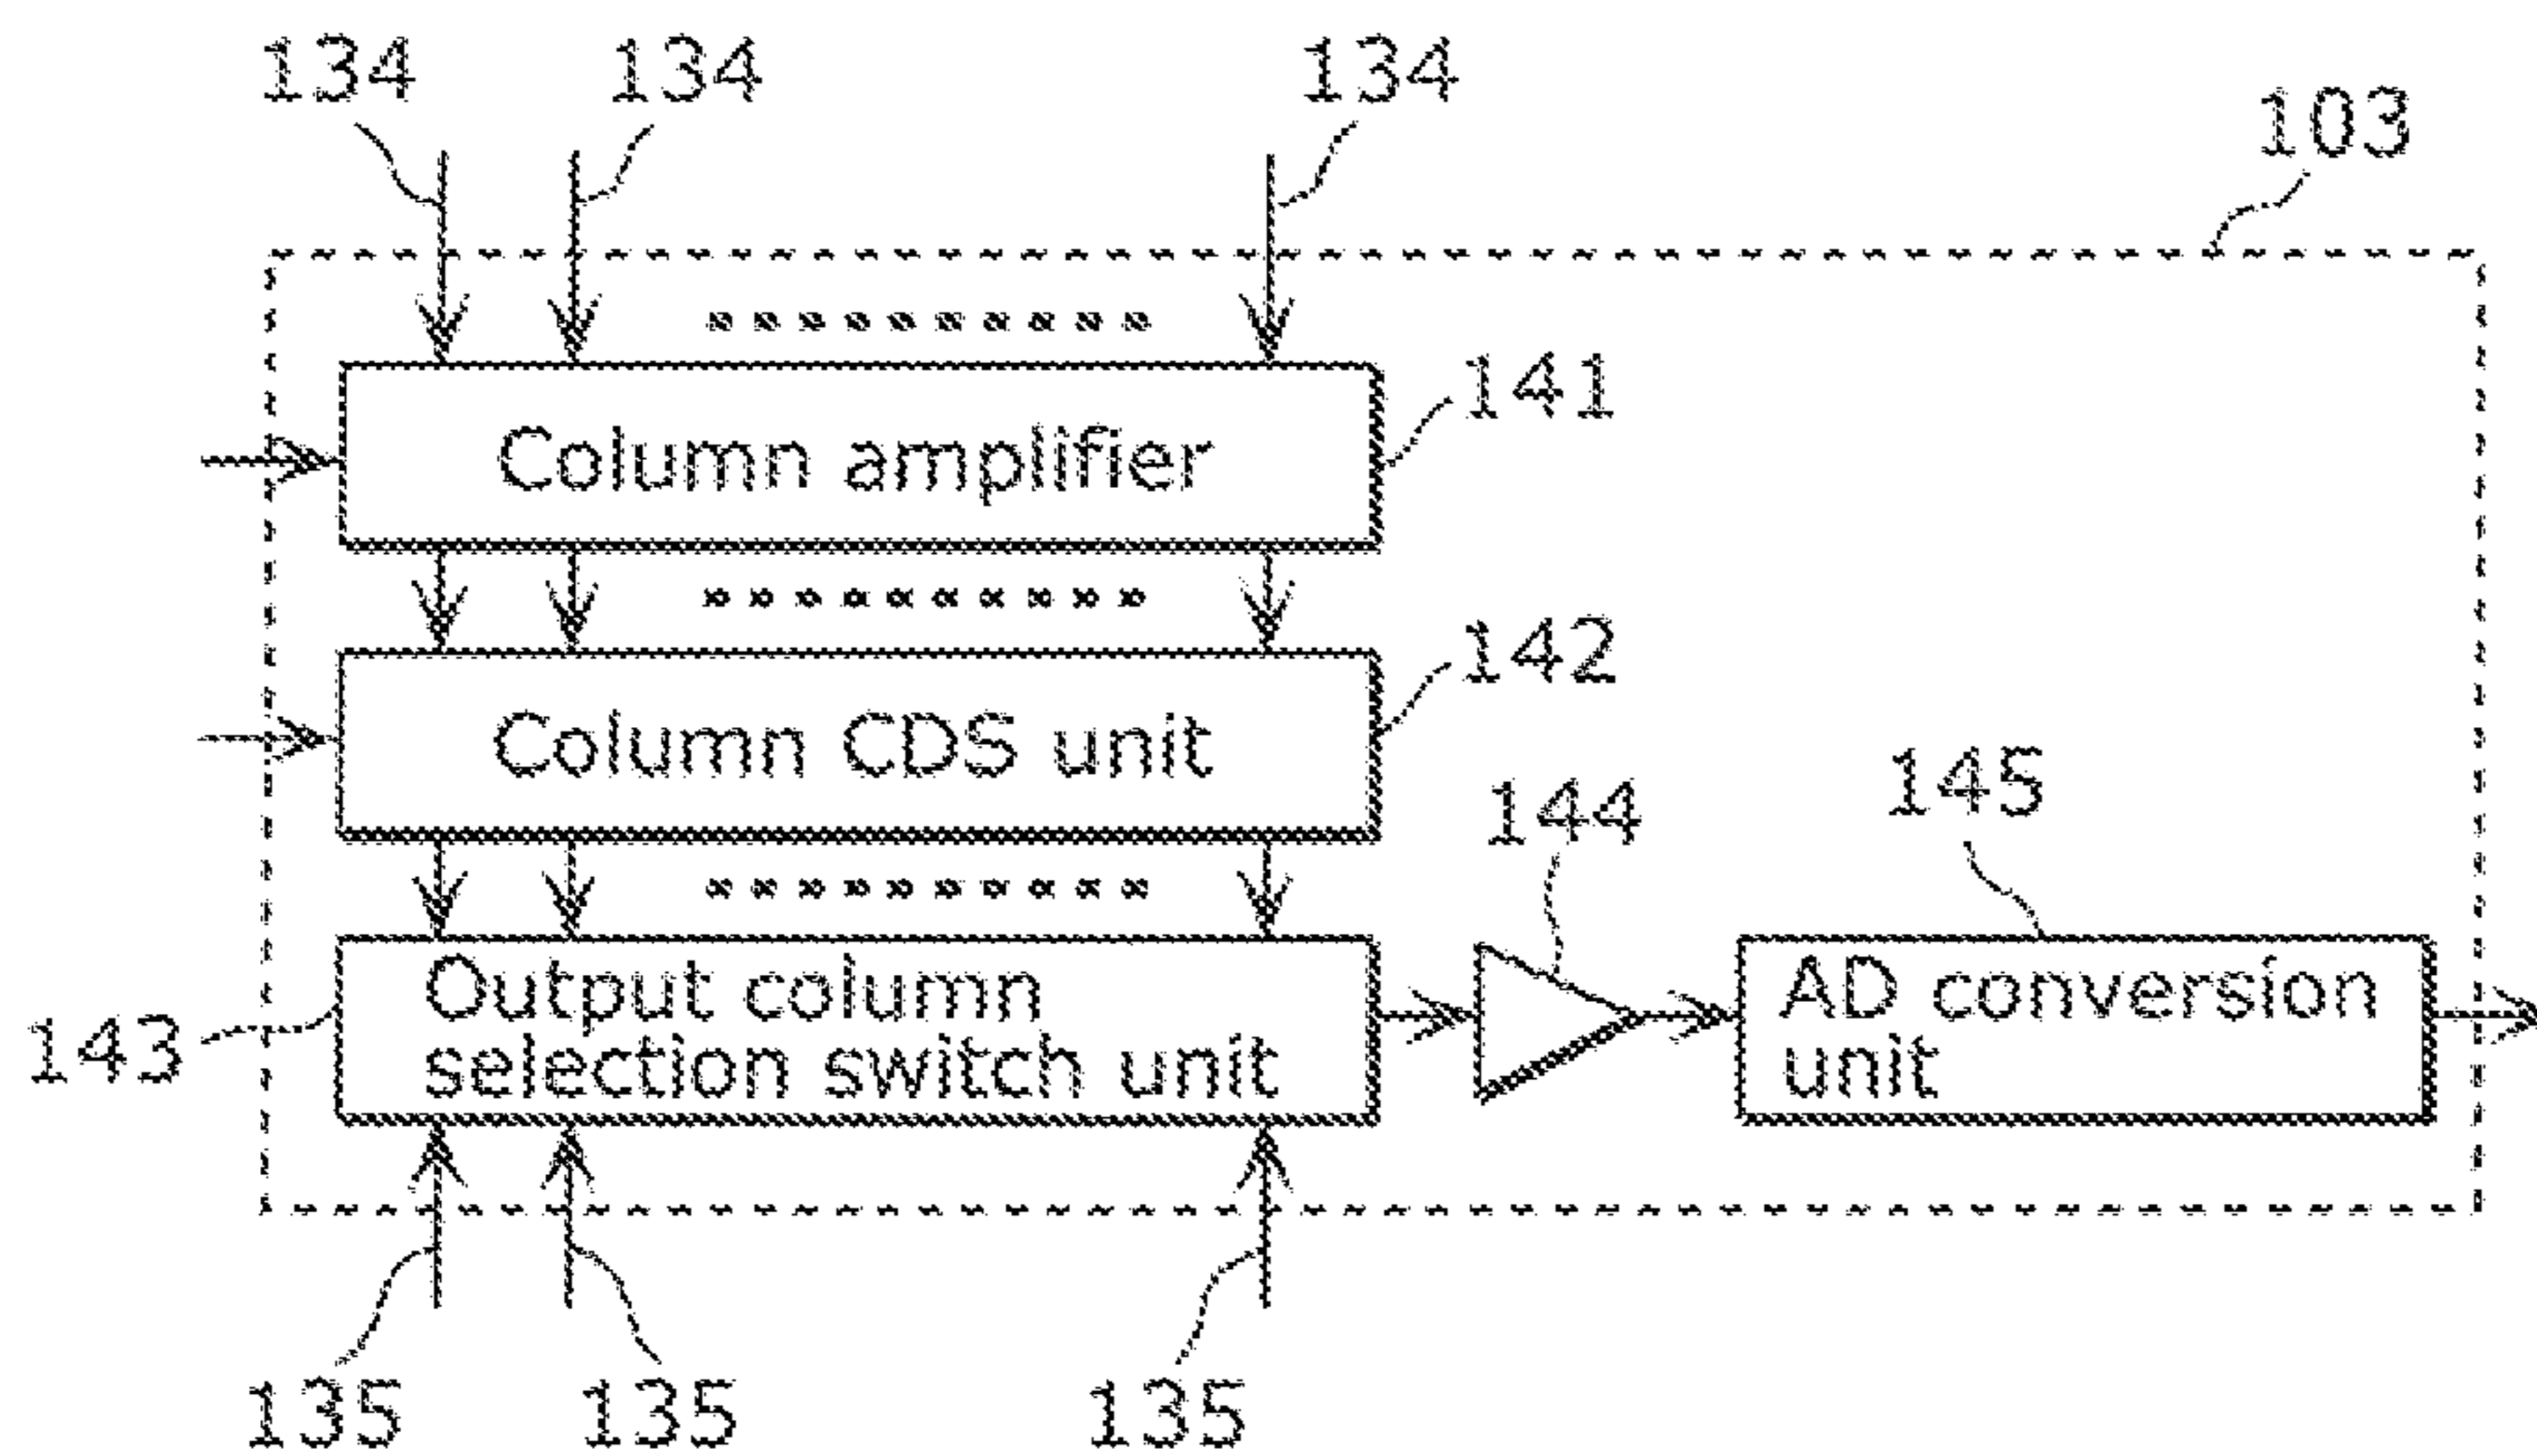 134 134 134
103
141
Column amplifier
142
Column CDS unit
144
145
143
Output column
selection switch unit
AD conversion
unit
135 135 135